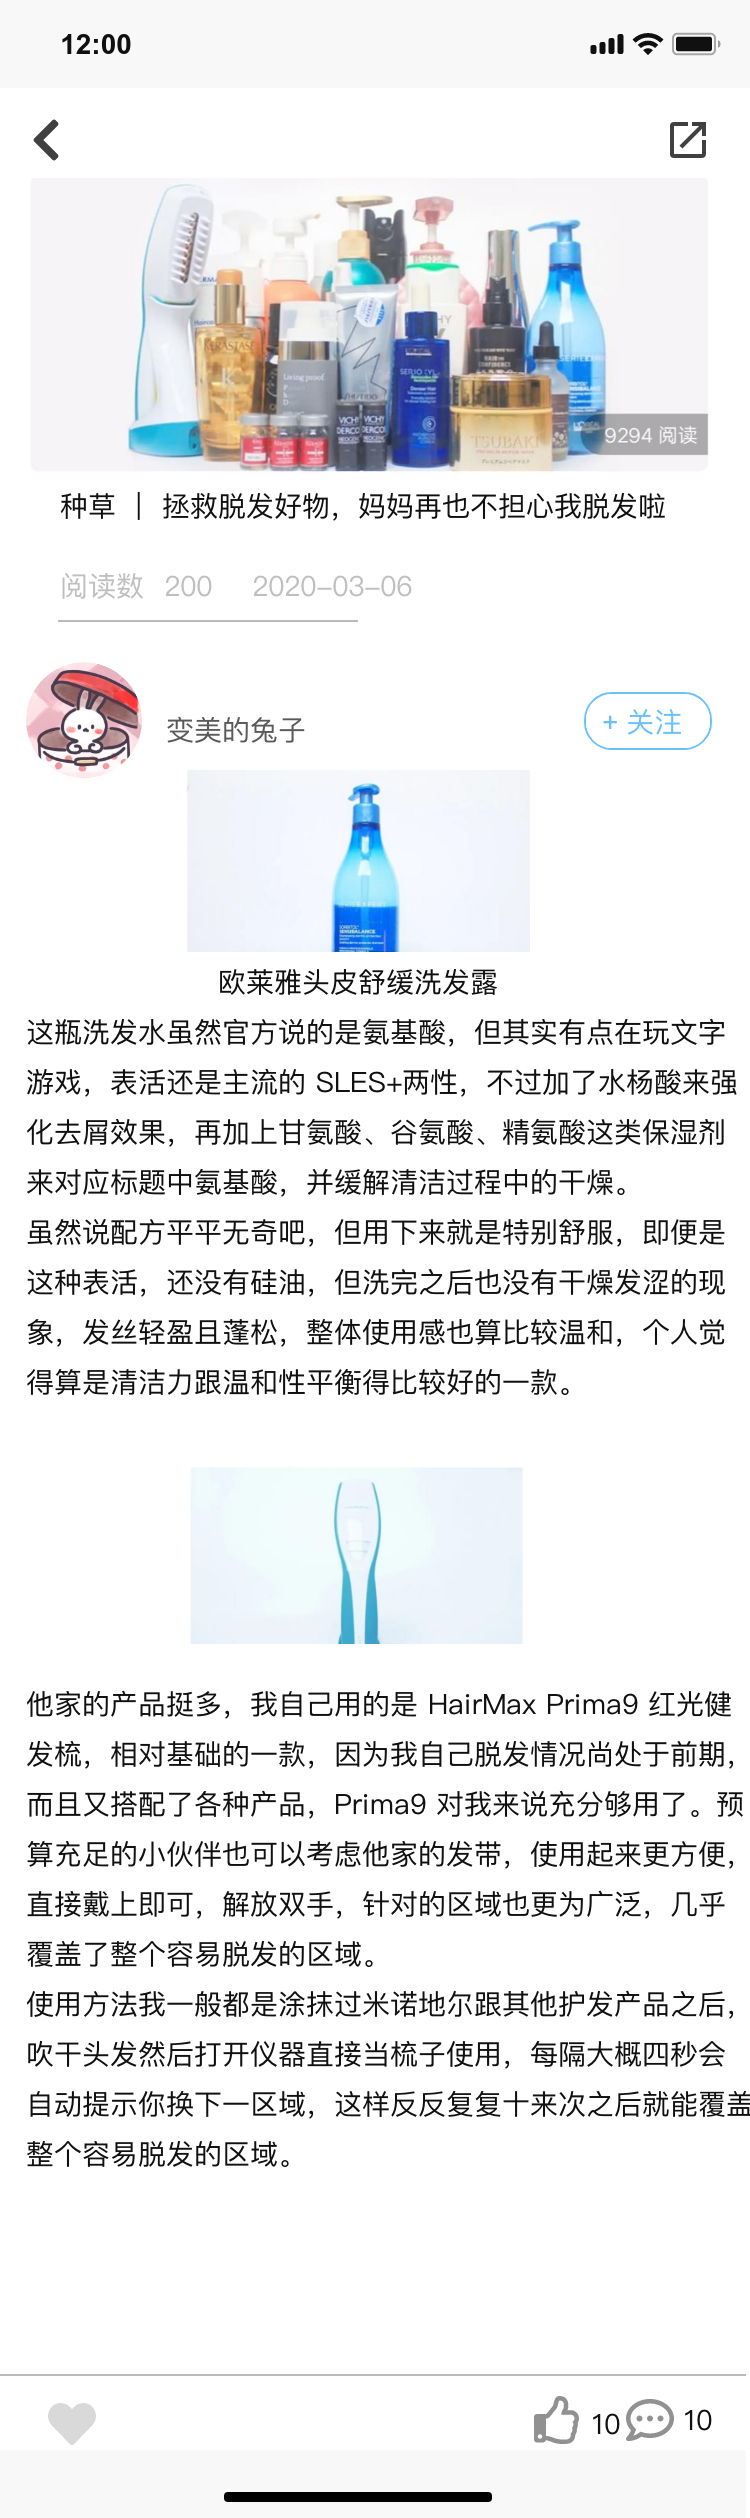 12:00
KÉRASTASE
Living proof.
VICHY
DERCOS
VICHY
DERCOS
SERIOXYL
Denser Hair
TSUBAKI
9294 阅读
种草 | 拯救脱发好物，妈妈再也不担心我脱发啦
阅读数 200 2020-03-06
变美的兔子
+ 关注
SENSIBALANCE
欧莱雅头皮舒缓洗发露
这瓶洗发水虽然官方说的是氨基酸，但其实有点在玩文字
游戏，表活还是主流的 SLES+两性，不过加了水杨酸来强
化去屑效果，再加上甘氨酸、谷氨酸、精氨酸这类保湿剂
来对应标题中氨基酸，并缓解清洁过程中的干燥。
虽然说配方平平无奇吧，但用下来就是特别舒服，即便是
这种表活，还没有硅油，但洗完之后也没有干燥发涩的现
象，发丝轻盈且蓬松，整体使用感也算比较温和，个人觉
得算是清洁力跟温和性平衡得比较好的一款。
他家的产品挺多，我自己用的是 HairMax Prima9 红光健
发梳，相对基础的一款，因为我自己脱发情况尚处于前期，
而且又搭配了各种产品，Prima9 对我来说充分够用了。预
算充足的小伙伴也可以考虑他家的发带，使用起来更方便，
直接戴上即可，解放双手，针对的区域也更为广泛，几乎
覆盖了整个容易脱发的区域。
使用方法我一般都是涂抹过米诺地尔跟其他护发产品之后，
吹干头发然后打开仪器直接当梳子使用，每隔大概四秒会
自动提示你换下一区域，这样反反复复十来次之后就能覆盖
整个容易脱发的区域。
10
10